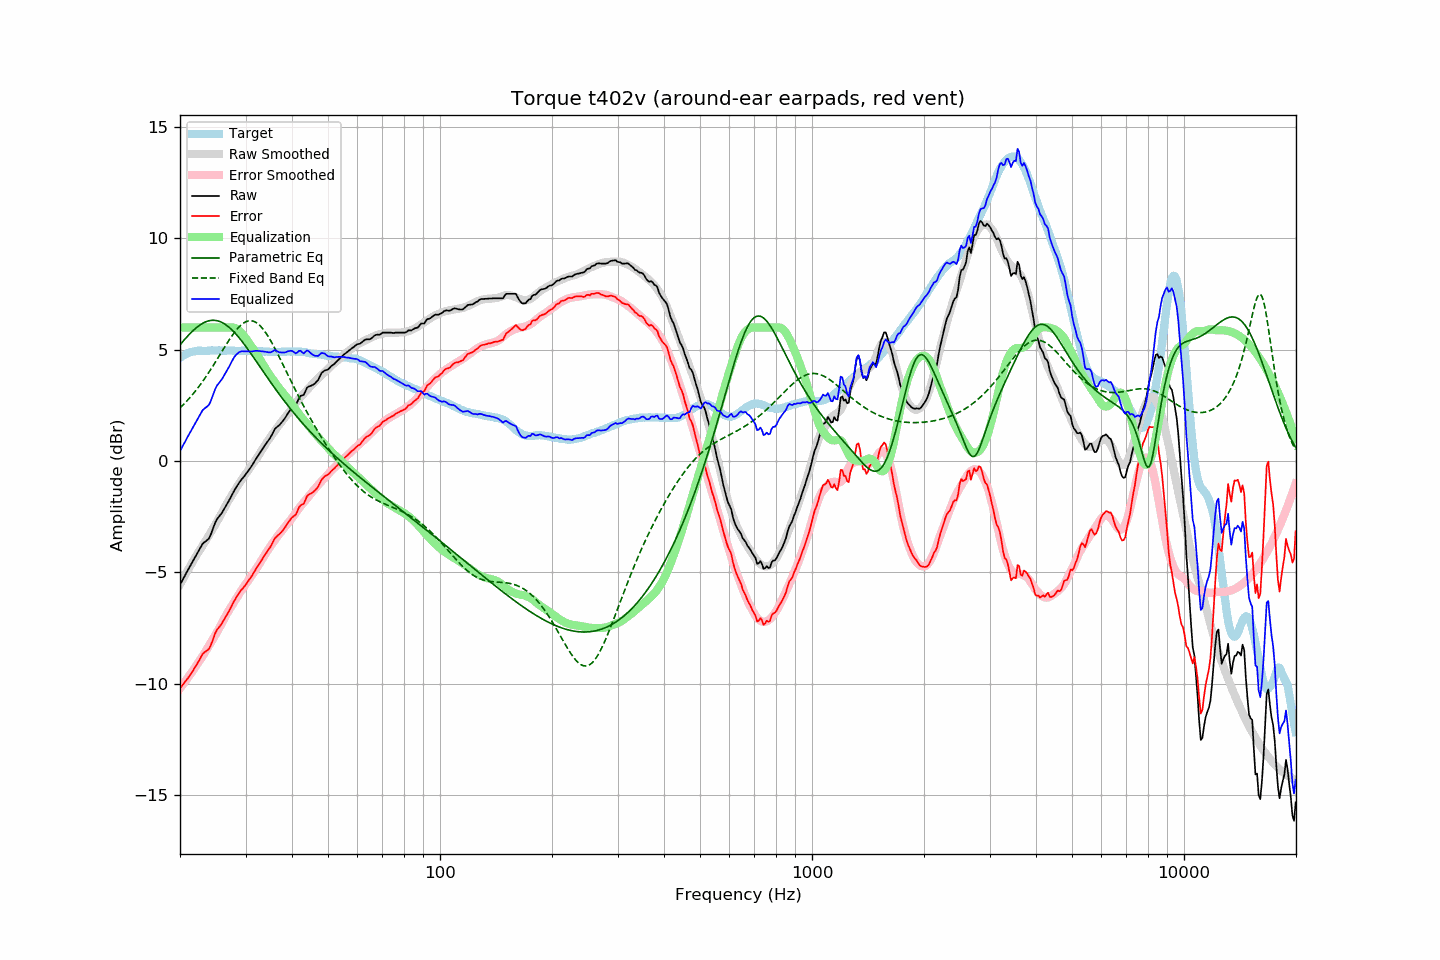 Torque t402v (around-ear earpads, red vent)
15
10
5
0
−5
−10
−15
Amplitude (dBr)
Target
Raw Smoothed
Error Smoothed
Raw
Error
Equalization
Parametric Eq
Fixed Band Eq
Equalized
100
1000
10000
Frequency (Hz)